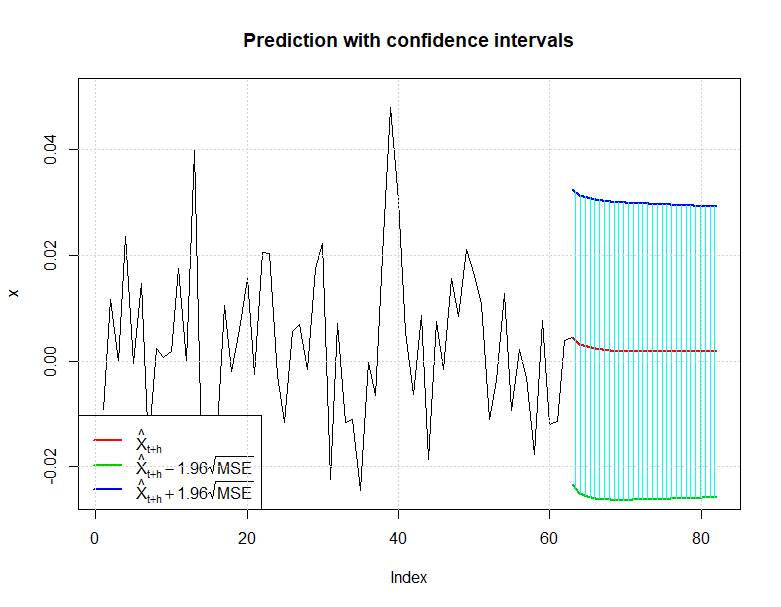 Prediction with confidence intervals
x
0.04
0.02
0.00
-0.02
X̂t+h
X̂t+h − 1.96√MSE
X̂t+h + 1.96√MSE
0 20 40 60 80
Index